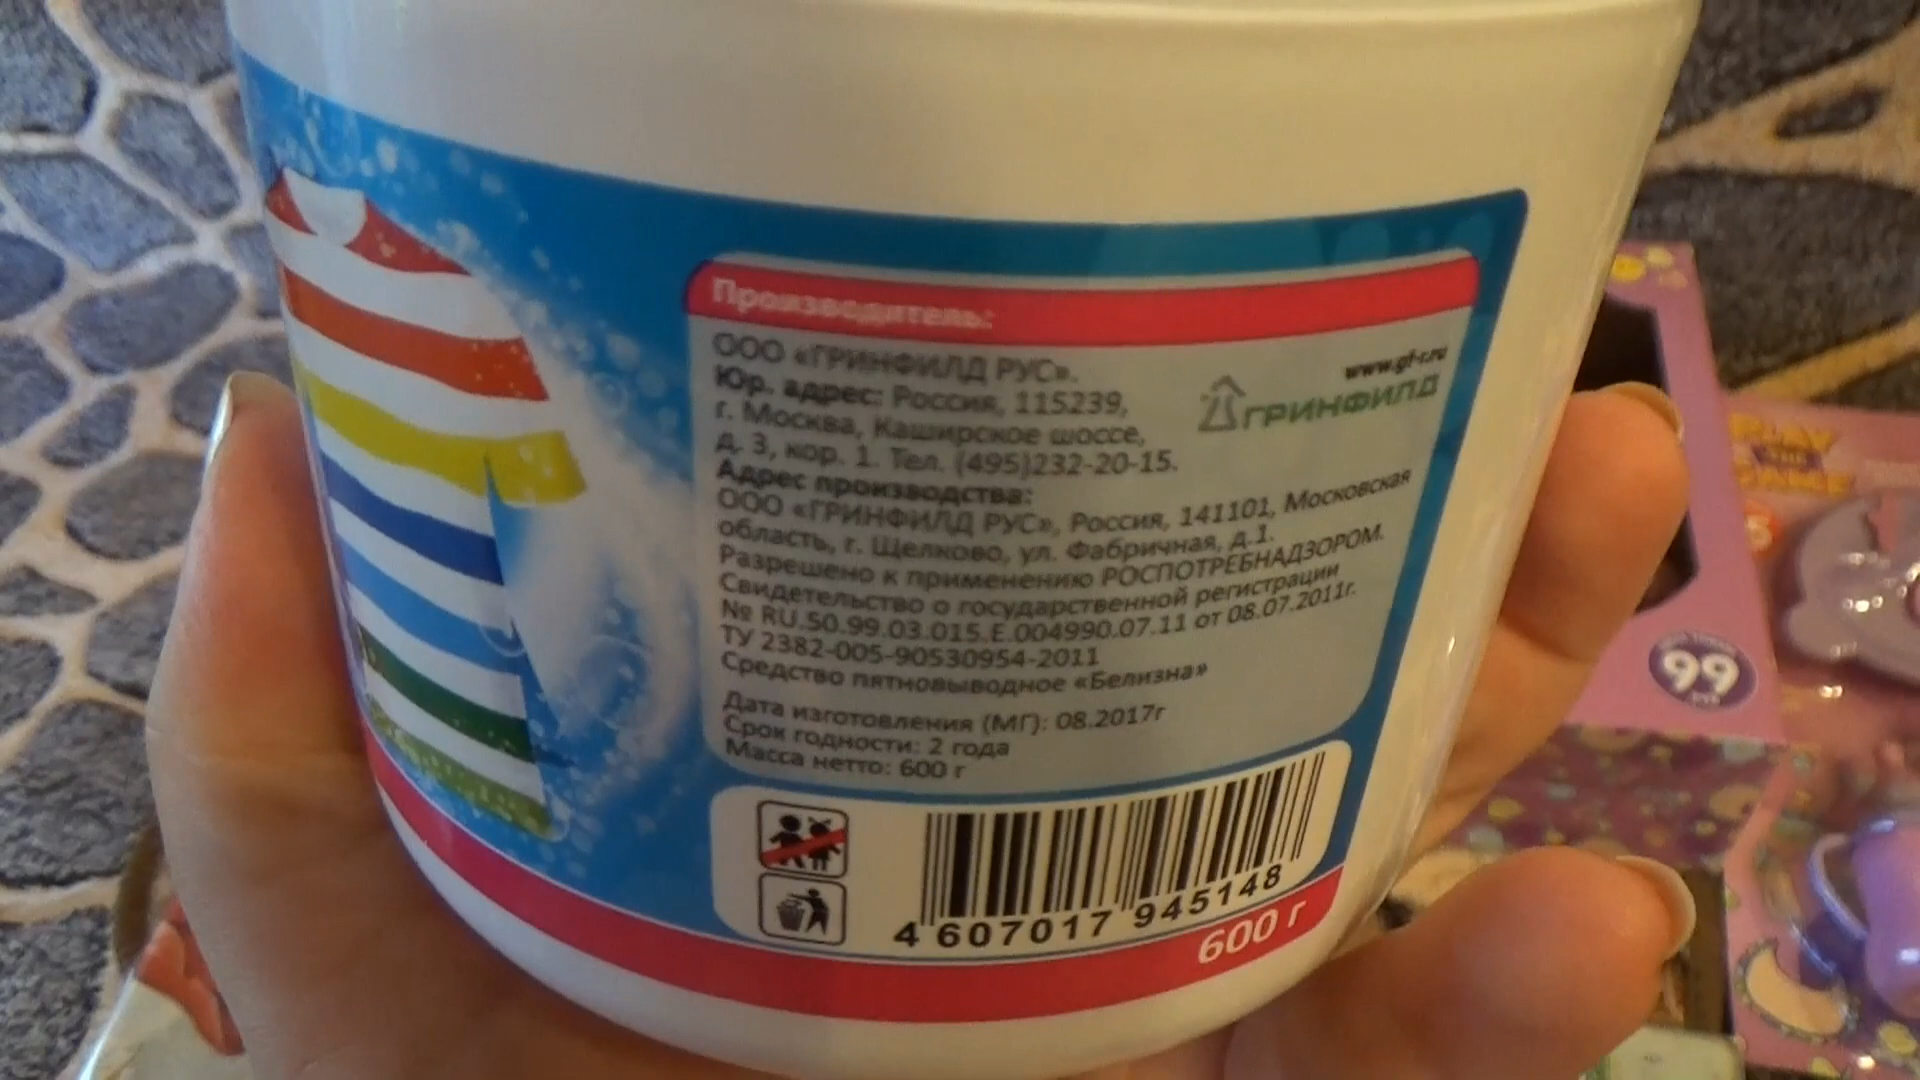 Производитель:
ООО «ГРИНФИЛД РУС».
www.gf-r.ru
Юр. адрес: Россия, 115239,
ГРИНФИЛД
г. Москва, Каширское шоссе,
д. 3, кор. 1. Тел. (495)232-20-15.
Адрес производства:
ООО «ГРИНФИЛД РУС», Россия, 141101, Московская
область, г. Щелково, ул. Фабричная, д.1.
Разрешено к применению РОСПОТРЕБНАДЗОРОМ.
Свидетельство о государственной регистрации
№ RU.50.99.03.015.Е.004990.07.11 от 08.07.2011г.
ТУ 2382-005-90530954-2011
Средство пятновыводное «Белизна»
Дата изготовления (МГ): 08.2017г
Срок годности: 2 года
Масса нетто: 600 г
4 607017 945148
600 г
PLAY
THE
GAME
99